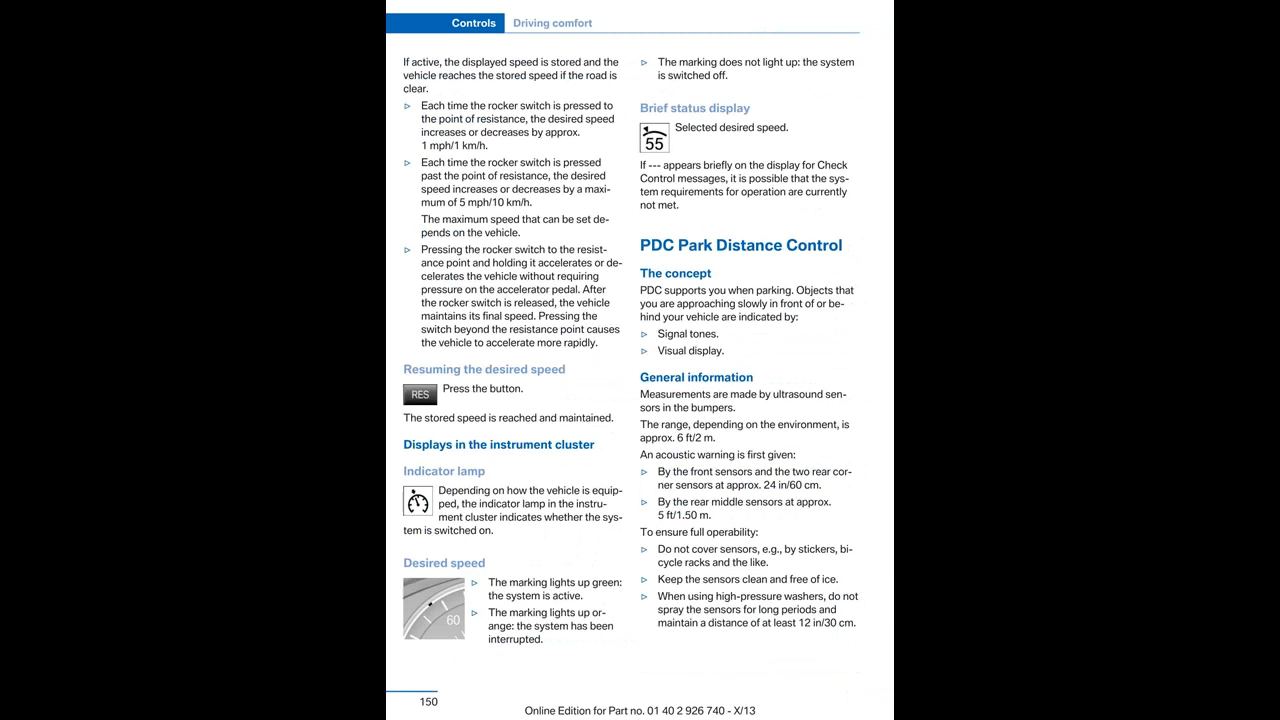 Controls Driving comfort
If active, the displayed speed is stored and the
vehicle reaches the stored speed if the road is
clear.
▷ Each time the rocker switch is pressed to
the point of resistance, the desired speed
increases or decreases by approx.
1 mph/1 km/h.
▷ Each time the rocker switch is pressed
past the point of resistance, the desired
speed increases or decreases by a maxi-
mum of 5 mph/10 km/h.
The maximum speed that can be set de-
pends on the vehicle.
▷ Pressing the rocker switch to the resist-
ance point and holding it accelerates or de-
celerates the vehicle without requiring
pressure on the accelerator pedal. After
the rocker switch is released, the vehicle
maintains its final speed. Pressing the
switch beyond the resistance point causes
the vehicle to accelerate more rapidly.
Resuming the desired speed
RES Press the button.
The stored speed is reached and maintained.
Displays in the instrument cluster
Indicator lamp
Depending on how the vehicle is equip-
ped, the indicator lamp in the instru-
ment cluster indicates whether the sys-
tem is switched on.
Desired speed
60
▷ The marking lights up green:
the system is active.
▷ The marking lights up or-
ange: the system has been
interrupted.
▷ The marking does not light up: the system
is switched off.
Brief status display
55 Selected desired speed.
If --- appears briefly on the display for Check
Control messages, it is possible that the sys-
tem requirements for operation are currently
not met.
PDC Park Distance Control
The concept
PDC supports you when parking. Objects that
you are approaching slowly in front of or be-
hind your vehicle are indicated by:
▷ Signal tones.
▷ Visual display.
General information
Measurements are made by ultrasound sen-
sors in the bumpers.
The range, depending on the environment, is
approx. 6 ft/2 m.
An acoustic warning is first given:
▷ By the front sensors and the two rear cor-
ner sensors at approx. 24 in/60 cm.
▷ By the rear middle sensors at approx.
5 ft/1.50 m.
To ensure full operability:
▷ Do not cover sensors, e.g., by stickers, bi-
cycle racks and the like.
▷ Keep the sensors clean and free of ice.
▷ When using high-pressure washers, do not
spray the sensors for long periods and
maintain a distance of at least 12 in/30 cm.
150
Online Edition for Part no. 01 40 2 926 740 - X/13